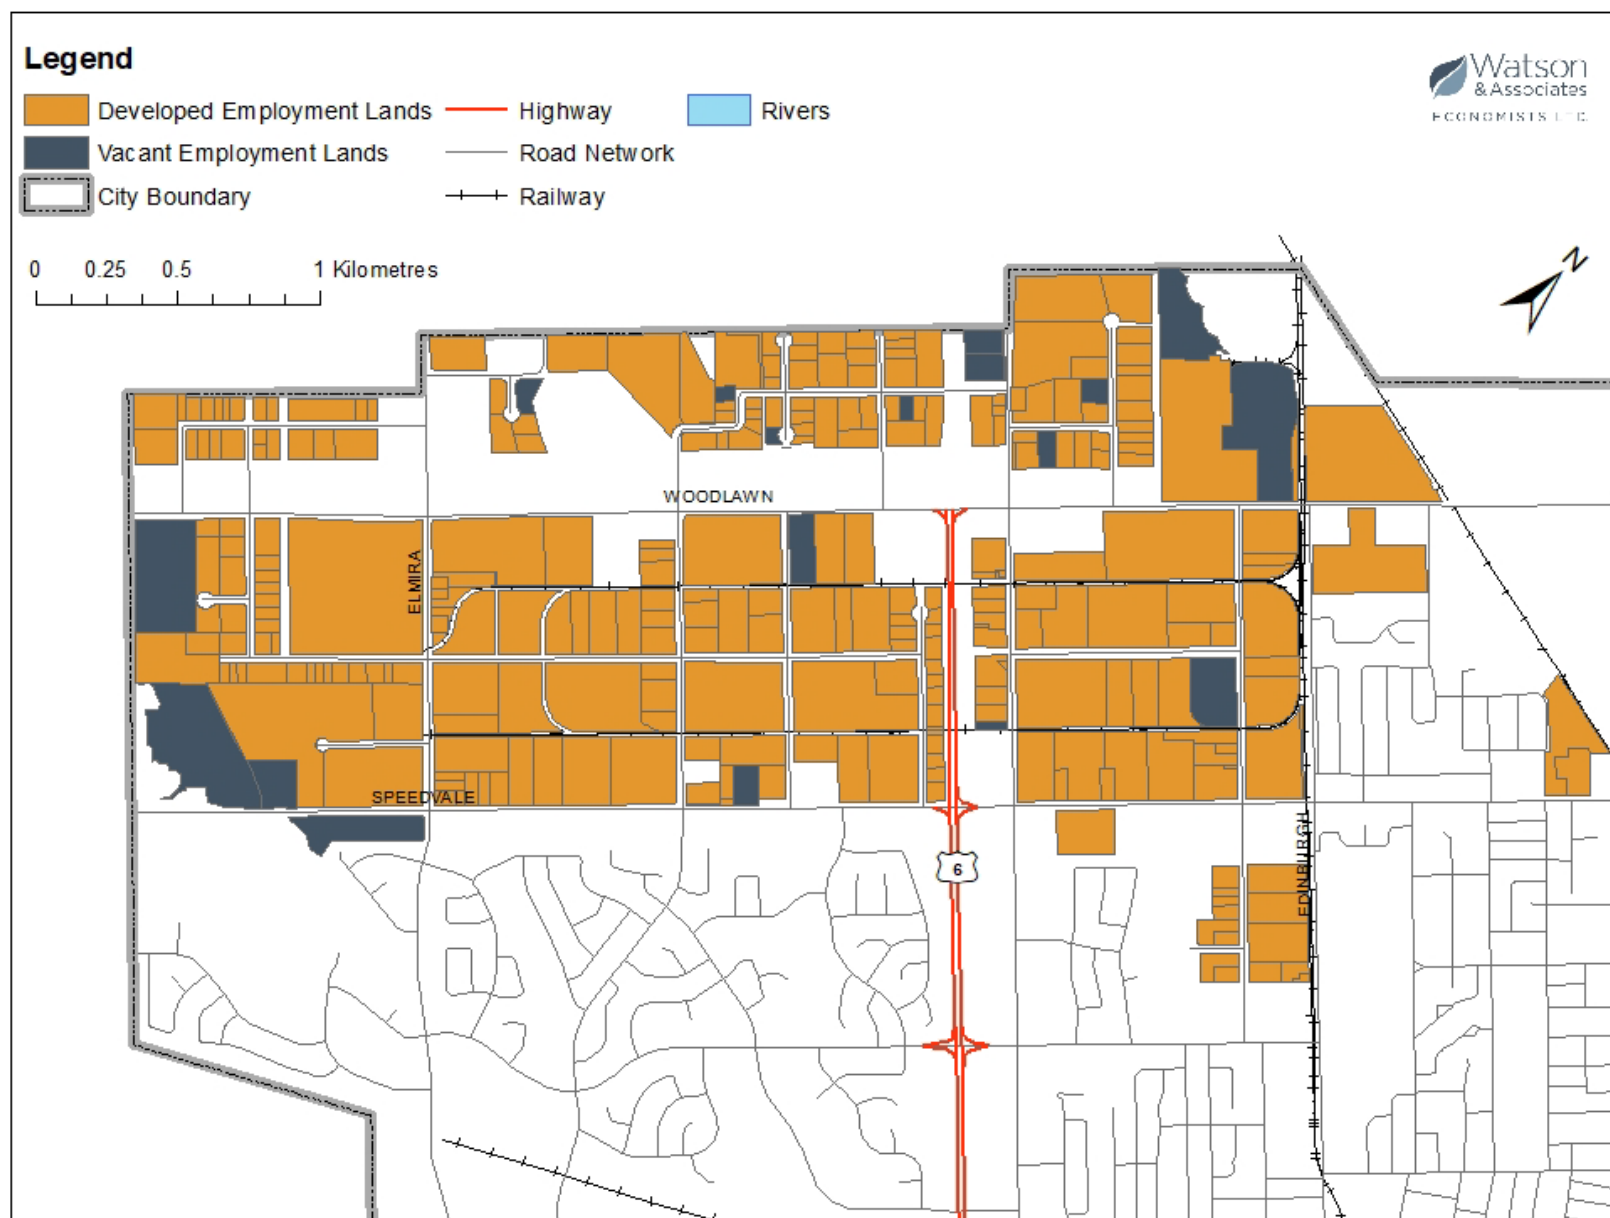 Legend
Developed Employment Lands
Highway
Rivers
Vacant Employment Lands
Road Network
City Boundary
Railway
Watson
& Associates
ECONOMISTS LTD.
0 0.25 0.5 1 Kilometres
N
WOODLAWN
ELMIRA
SPEEDVALE
6
EDINBURGH